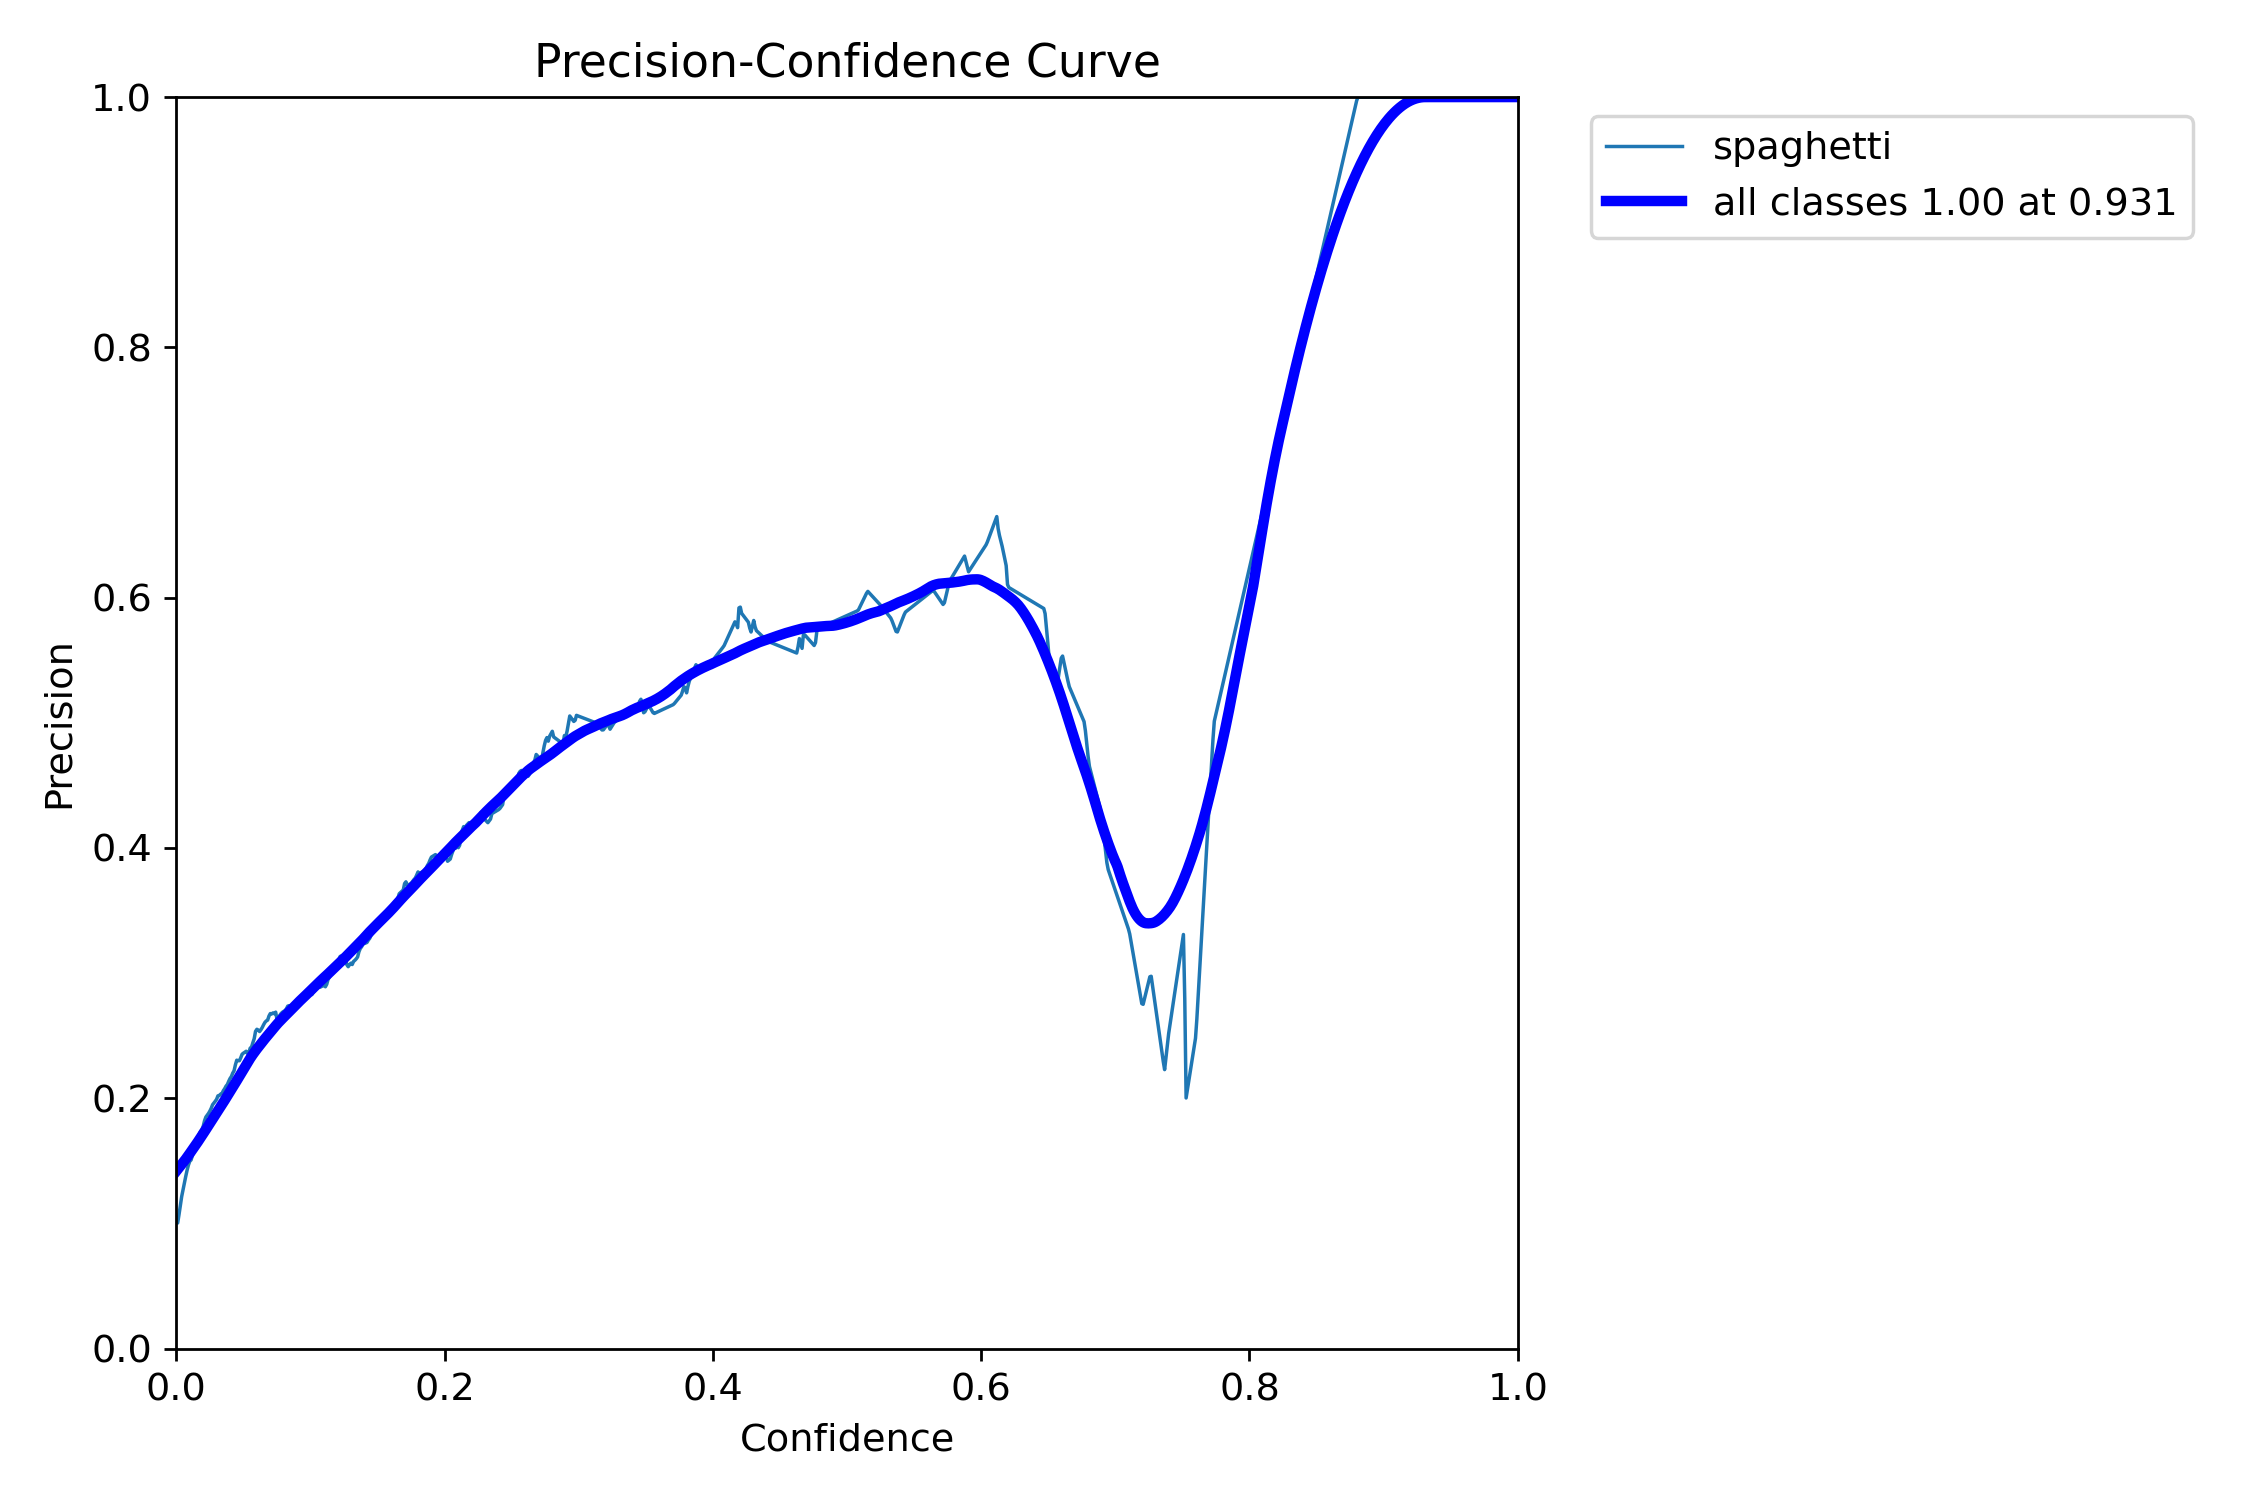 Precision-Confidence Curve
1.0
0.8
0.6
0.4
0.2
0.0
Precision
0.0 0.2 0.4 0.6 0.8 1.0
Confidence
spaghetti
all classes 1.00 at 0.931